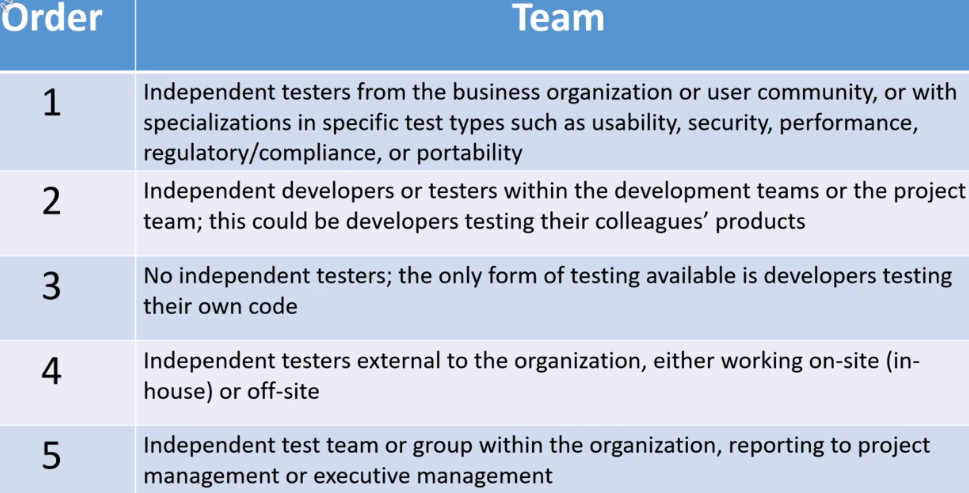 Order Team
1 Independent testers from the business organization or user community, or with
specializations in specific test types such as usability, security, performance,
regulatory/compliance, or portability
2 Independent developers or testers within the development teams or the project
team; this could be developers testing their colleagues’ products
3 No independent testers; the only form of testing available is developers testing
their own code
4 Independent testers external to the organization, either working on-site (in-
house) or off-site
5 Independent test team or group within the organization, reporting to project
management or executive management